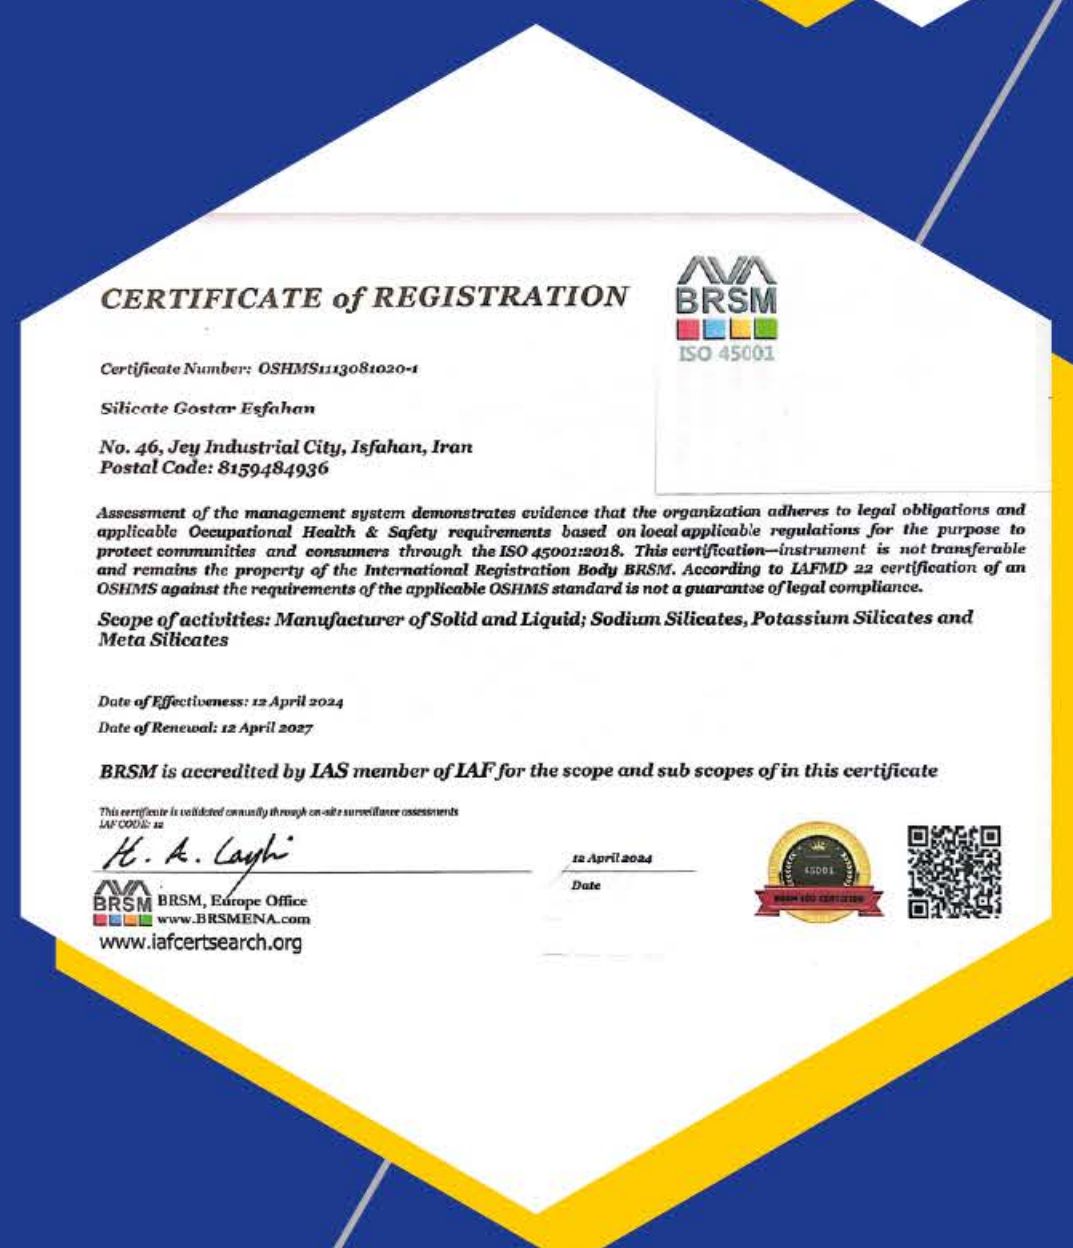 CERTIFICATE of REGISTRATION
BRSM
ISO 45001
Certificate Number: OSHMS1113081020-1
Silicate Gostar Esfahan
No. 46, Jey Industrial City, Isfahan, Iran
Postal Code: 8159484936
Assessment of the management system demonstrates evidence that the organization adheres to legal obligations and
applicable Occupational Health & Safety requirements based on local applicable regulations for the purpose to
protect communities and consumers through the ISO 45001:2018. This certification—instrument is not transferable
and remains the property of the International Registration Body BRSM. According to IAFMD 22 certification of an
OSHMS against the requirements of the applicable OSHMS standard is not a guarantee of legal compliance.
Scope of activities: Manufacturer of Solid and Liquid; Sodium Silicates, Potassium Silicates and
Meta Silicates
Date of Effectiveness: 12 April 2024
Date of Renewal: 12 April 2027
BRSM is accredited by IAS member of IAF for the scope and sub scopes of in this certificate
This certificate is validated annually through on-site surveillance assessments
IAF CODE: 12
H. A.
12 April 2024
Date
45001
BRSM
BRSM, Europe Office
www.BRSMENA.com
www.iafcertsearch.org